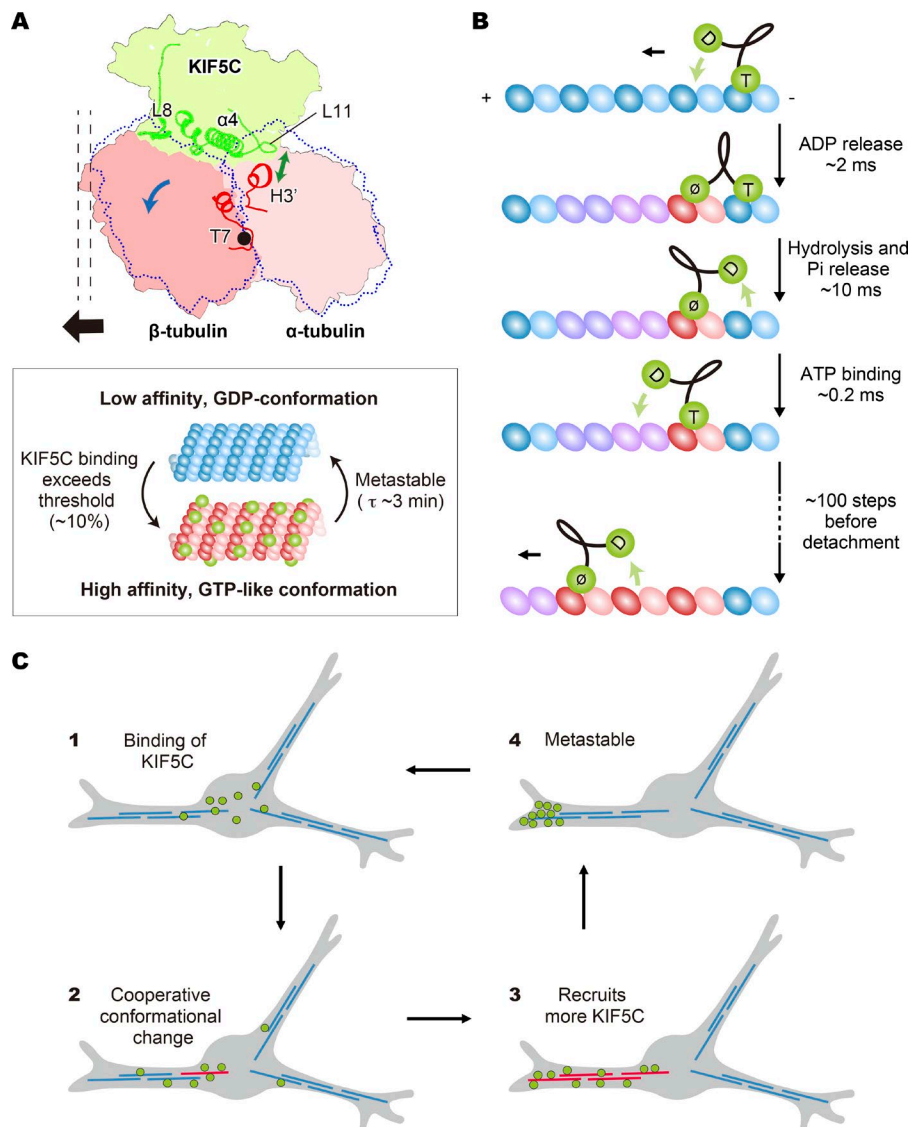 A
KIF5C
L8
α4
L11
H3'
T7
β-tubulin
α-tubulin
Low affinity, GDP-conformation
KIF5C binding
exceeds
threshold
(~10%)
Metastable
( τ ~3 min)
High affinity, GTP-like conformation
B
D
T
+
-
ADP release
~2 ms
Ø
T
Hydrolysis and
Pi release
~10 ms
D
Ø
ATP binding
~0.2 ms
D
T
~100 steps
before
detachment
D
Ø
C
1
Binding of
KIF5C
4
Metastable
2
Cooperative
conformational
change
3
Recruits
more KIF5C